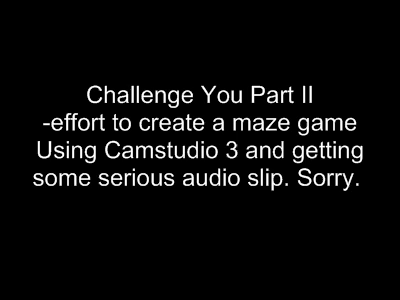 Challenge You Part II
-effort to create a maze game
Using Camstudio 3 and getting
some serious audio slip. Sorry.